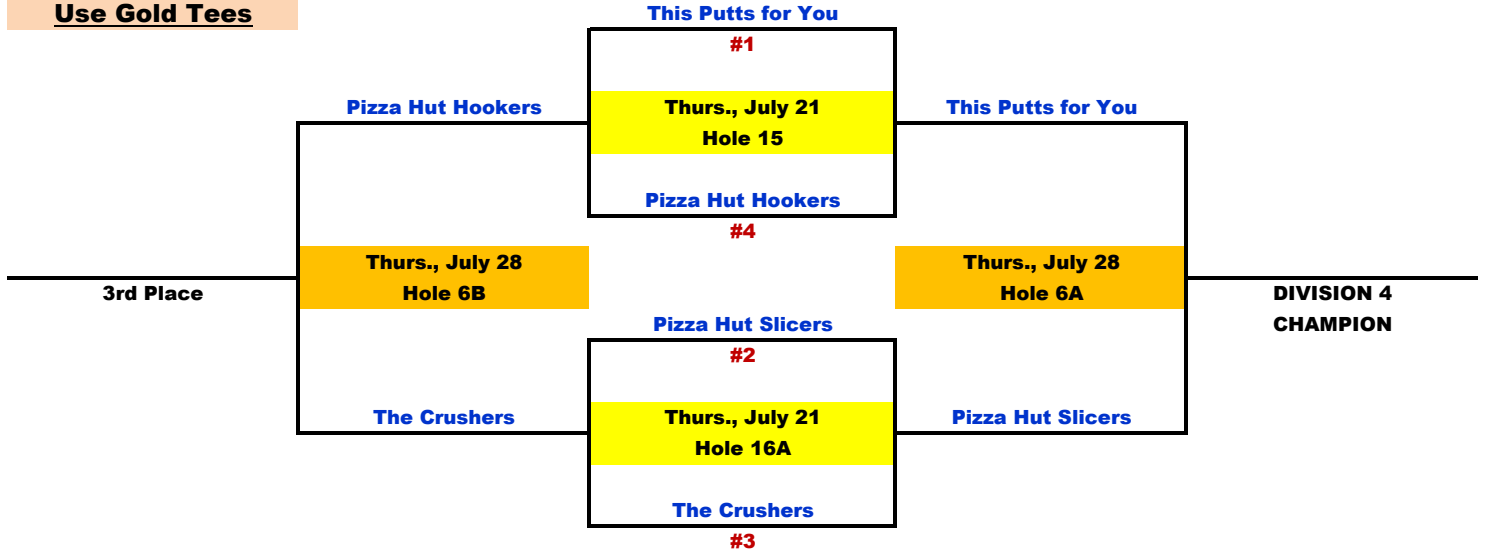 Use Gold Tees
This Putts for You
#1
Pizza Hut Hookers
Thurs., July 21
Hole 15
This Putts for You
Pizza Hut Hookers
#4
Thurs., July 28
Hole 6B
Thurs., July 28
Hole 6A
3rd Place
DIVISION 4
CHAMPION
Pizza Hut Slicers
#2
The Crushers
Thurs., July 21
Hole 16A
Pizza Hut Slicers
The Crushers
#3